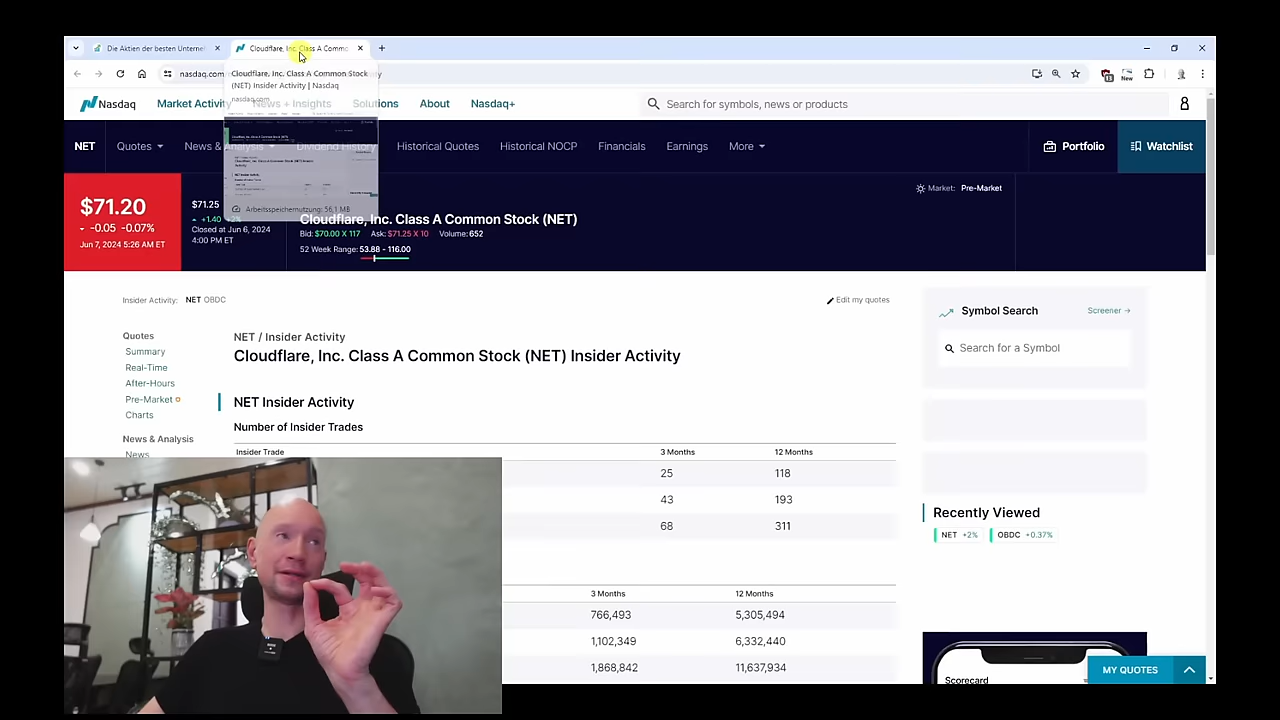 Die Aktien der besten Unterne
Cloudflare, Inc. Class A Commo
nasdaq.com/
New
Cloudflare, Inc. Class A Common Stock
(NET) Insider Activity | Nasdaq
nasdaq.com
Arbeitsspeichernutzung: 56,1 MB
Nasdaq
Market Activity
News + Insights
Solutions
About
Nasdaq+
Search for symbols, news or products
NET
Quotes
News & Analysis
Dividend History
Historical Quotes
Historical NOCP
Financials
Earnings
More
Portfolio
Watchlist
$71.20
-0.05 -0.07%
Jun 7, 2024 5:26 AM ET
$71.25
+1.40 +2%
Closed at Jun 6, 2024
4:00 PM ET
Cloudflare, Inc. Class A Common Stock (NET)
Bid: $70.00 X 117 Ask: $71.25 X 10 Volume: 652
52 Week Range: 53.88 - 116.00
Market: Pre-Market
Insider Activity: NET OBDC
Edit my quotes
Quotes
Summary
Real-Time
After-Hours
Pre-Market
Charts
News & Analysis
News
NET / Insider Activity
Cloudflare, Inc. Class A Common Stock (NET) Insider Activity
NET Insider Activity
Number of Insider Trades
Insider Trade 3 Months 12 Months
25 118
43 193
68 311
3 Months 12 Months
766,493 5,305,494
1,102,349 6,332,440
1,868,842 11,637,934
Symbol Search
Screener →
Search for a Symbol
Recently Viewed
NET +2%
OBDC +0.37%
Scorecard
MY QUOTES